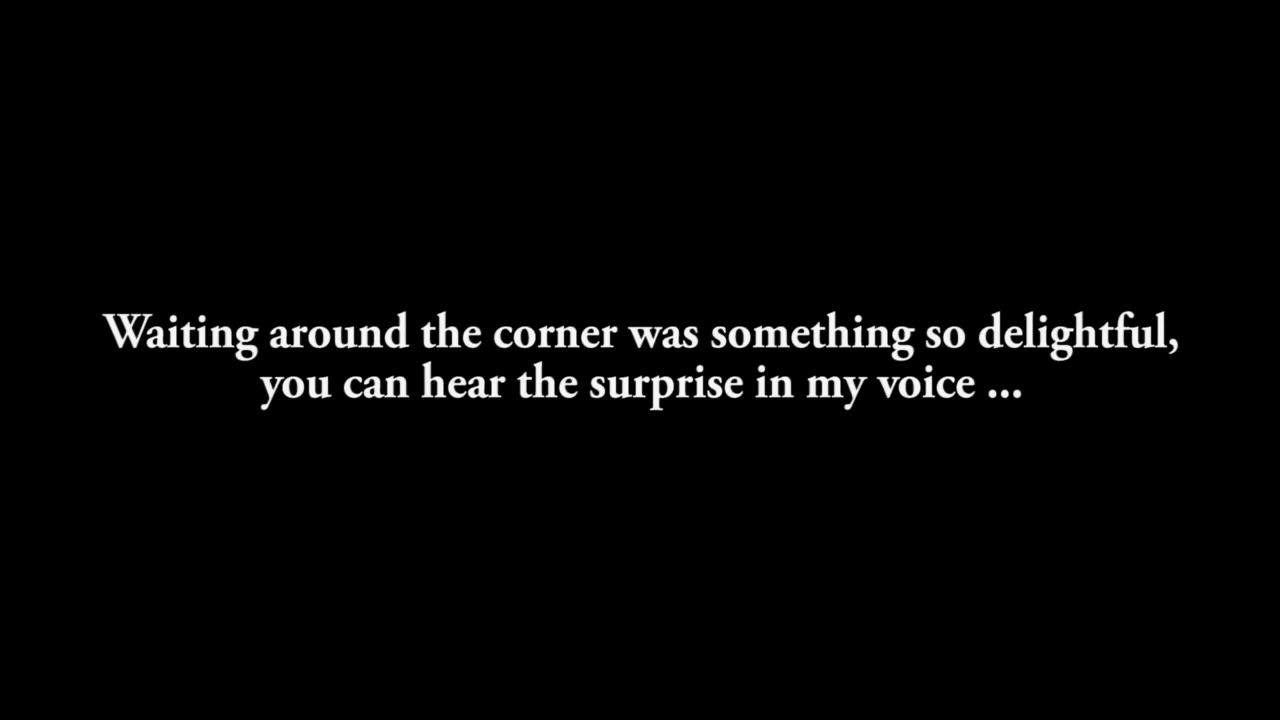 Waiting around the corner was something so delightful,
you can hear the surprise in my voice ...